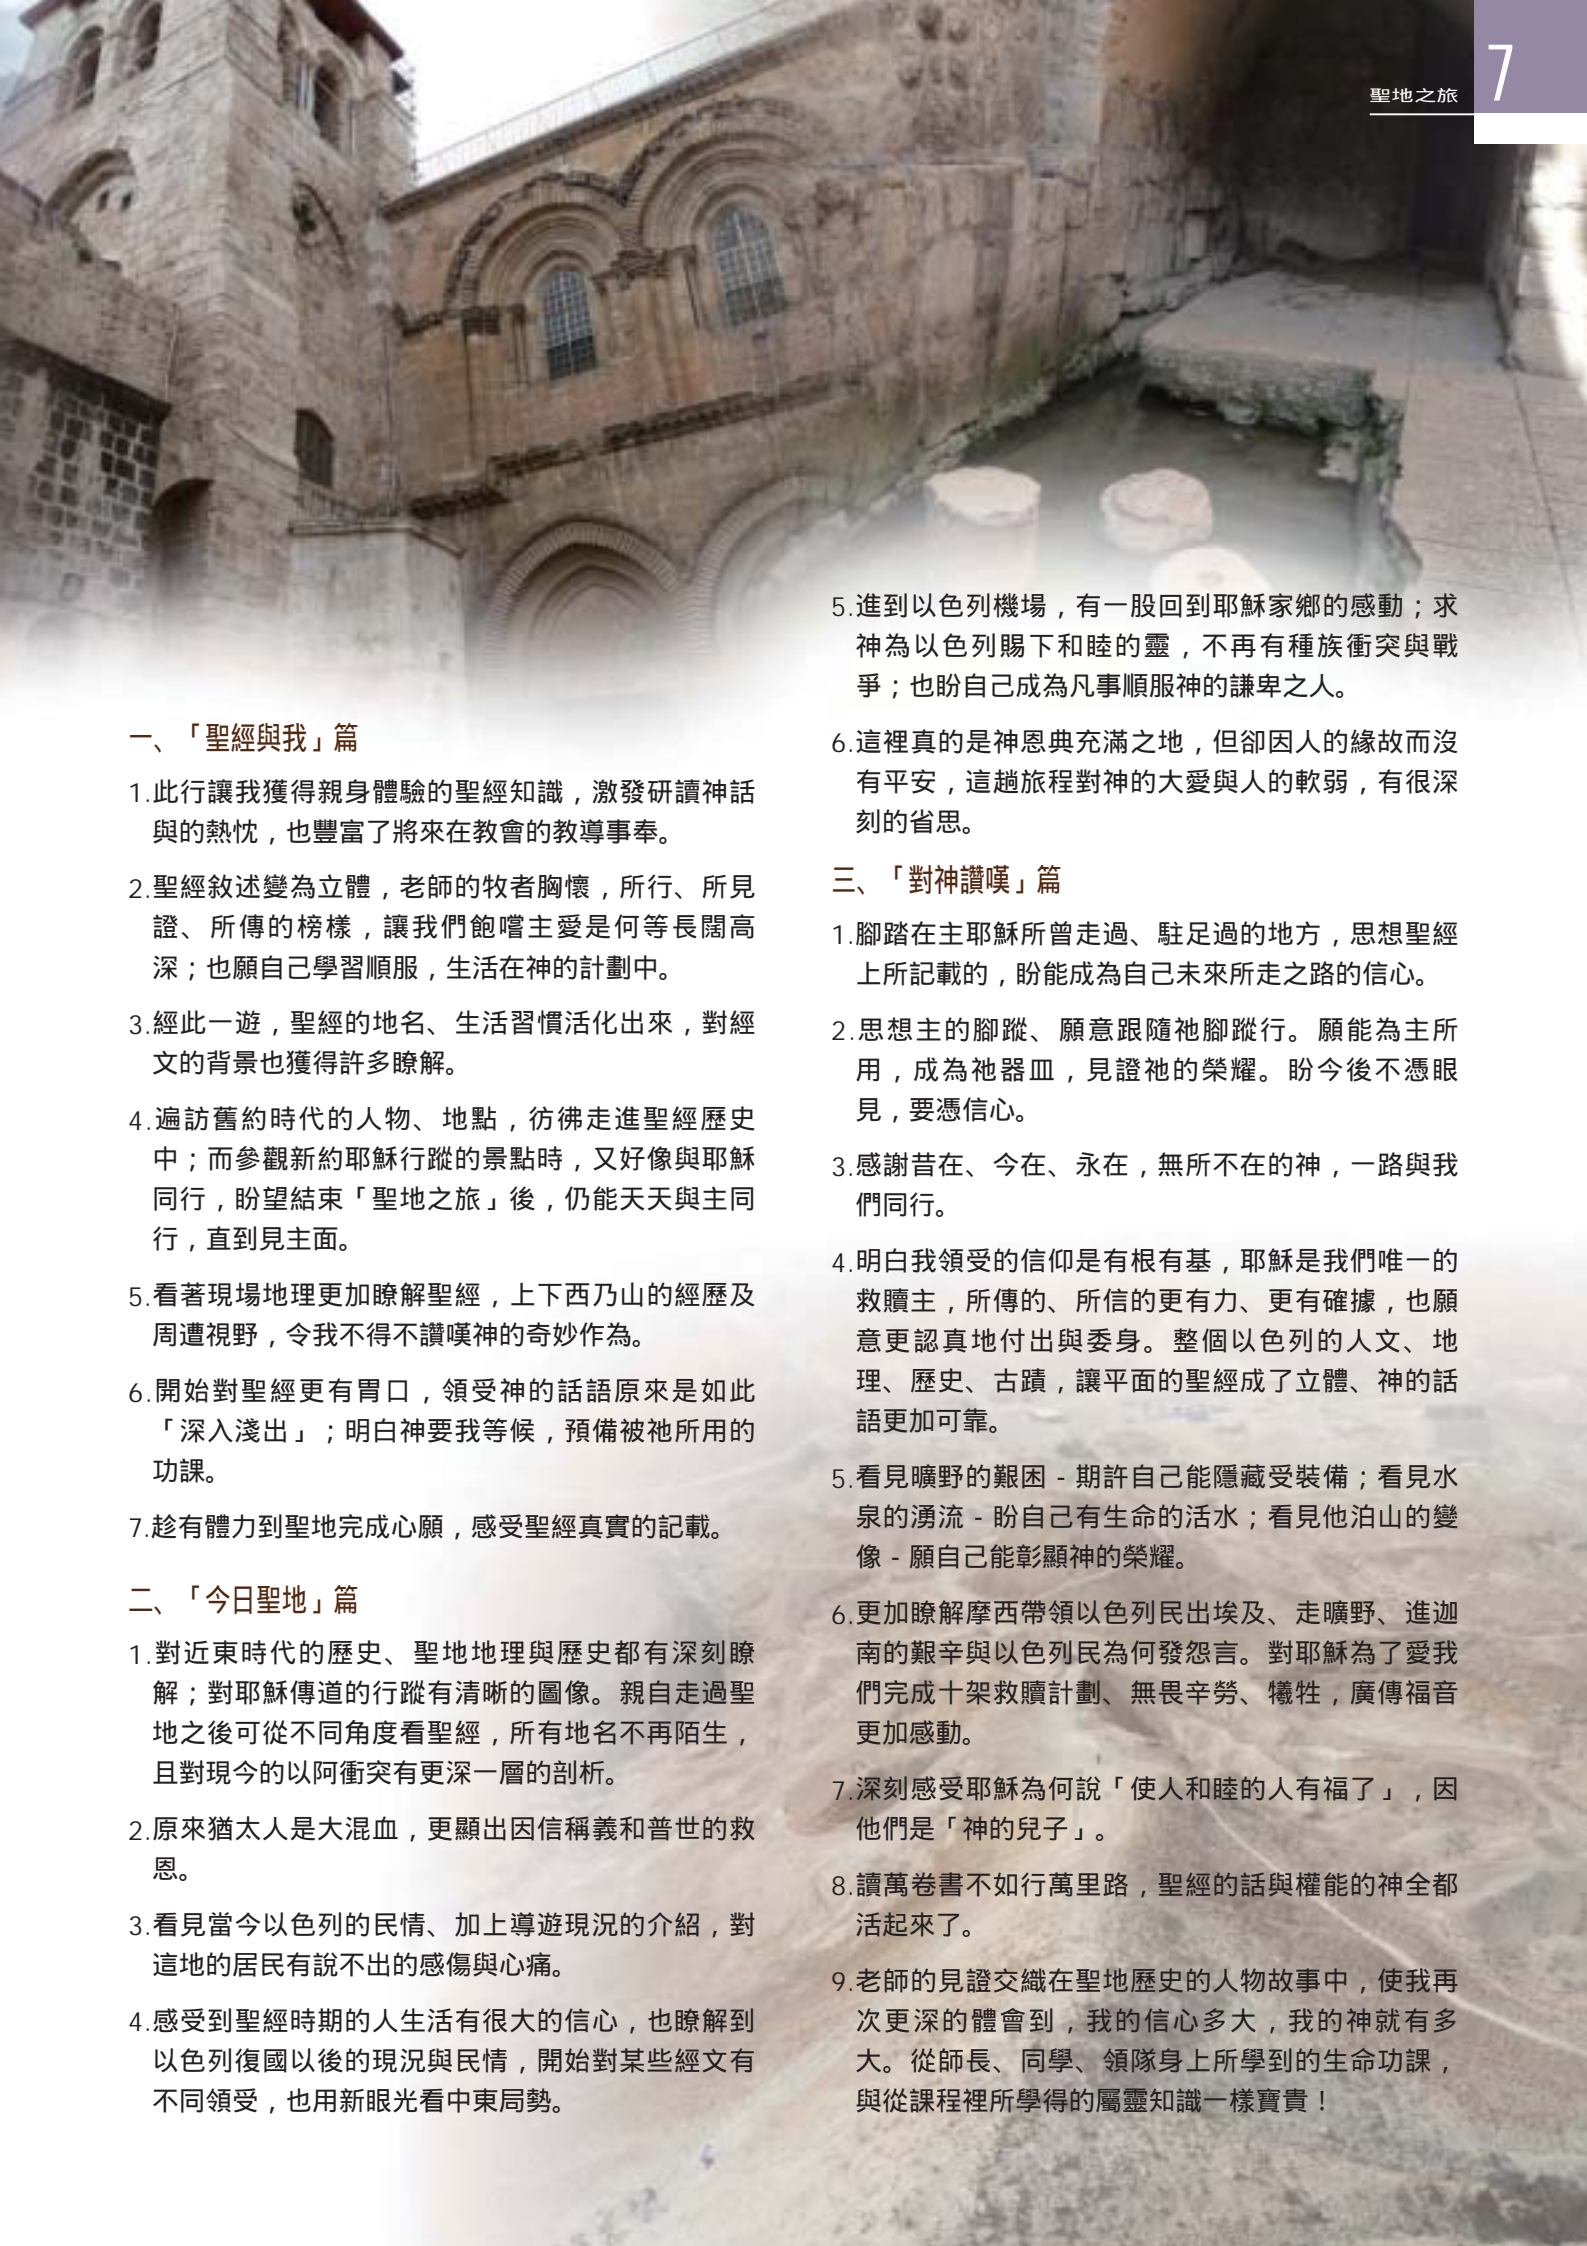 聖地之旅
7
一、「聖經與我」篇
1.此行讓我獲得親身體驗的聖經知識，激發研讀神話
與的熱忱，也豐富了將來在教會的教導事奉。
2.聖經敘述變為立體，老師的牧者胸懷，所行、所見
證、所傳的榜樣，讓我們飽嚐主愛是何等長闊高
深；也願自己學習順服，生活在神的計劃中。
3.經此一遊，聖經的地名、生活習慣活化出來，對經
文的背景也獲得許多瞭解。
4.遍訪舊約時代的人物、地點，彷彿走進聖經歷史
中；而參觀新約耶穌行蹤的景點時，又好像與耶穌
同行，盼望結束「聖地之旅」後，仍能天天與主同
行，直到見主面。
5.看著現場地理更加瞭解聖經，上下西乃山的經歷及
周遭視野，令我不得不讚嘆神的奇妙作為。
6.開始對聖經更有胃口，領受神的話語原來是如此
「深入淺出」；明白神要我等候，預備被祂所用的
功課。
7.趁有體力到聖地完成心願，感受聖經真實的記載。
二、「今日聖地」篇
1.對近東時代的歷史、聖地地理與歷史都有深刻瞭
解；對耶穌傳道的行蹤有清晰的圖像。親自走過聖
地之後可從不同角度看聖經，所有地名不再陌生，
且對現今的以阿衝突有更深一層的剖析。
2.原來猶太人是大混血，更顯出因信稱義和普世的救
恩。
3.看見當今以色列的民情、加上導遊現況的介紹，對
這地的居民有說不出的感傷與心痛。
4.感受到聖經時期的人生活有很大的信心，也瞭解到
以色列復國以後的現況與民情，開始對某些經文有
不同領受，也用新眼光看中東局勢。
5.進到以色列機場，有一股回到耶穌家鄉的感動；求
神為以色列賜下和睦的靈，不再有種族衝突與戰
爭；也盼自己成為凡事順服神的謙卑之人。
6.這裡真的是神恩典充滿之地，但卻因人的緣故而沒
有平安，這趟旅程對神的大愛與人的軟弱，有很深
刻的省思。
三、「對神讚嘆」篇
1.腳踏在主耶穌所曾走過、駐足過的地方，思想聖經
上所記載的，盼能成為自己未來所走之路的信心。
2.思想主的腳蹤、願意跟隨祂腳蹤行。願能為主所
用，成為祂器皿，見證祂的榮耀。盼今後不憑眼
見，要憑信心。
3.感謝昔在、今在、永在，無所不在的神，一路與我
們同行。
4.明白我領受的信仰是有根有基，耶穌是我們唯一的
救贖主，所傳的、所信的更有力、更有確據，也願
意更認真地付出與委身。整個以色列的人文、地
理、歷史、古蹟，讓平面的聖經成了立體、神的話
語更加可靠。
5.看見曠野的艱困－期許自己能隱藏受裝備；看見水
泉的湧流－盼自己有生命的活水；看見他泊山的變
像－願自己能彰顯神的榮耀。
6.更加瞭解摩西帶領以色列民出埃及、走曠野、進迦
南的艱辛與以色列民為何發怨言。對耶穌為了愛我
們完成十架救贖計劃、無畏辛勞、犧牲，廣傳福音
更加感動。
7.深刻感受耶穌為何說「使人和睦的人有福了」，因
他們是「神的兒子」。
8.讀萬卷書不如行萬里路，聖經的話與權能的神全都
活起來了。
9.老師的見證交織在聖地歷史的人物故事中，使我再
次更深的體會到，我的信心多大，我的神就有多
大。從師長、同學、領隊身上所學到的生命功課，
與從課程裡所學得的屬靈知識一樣寶貴！